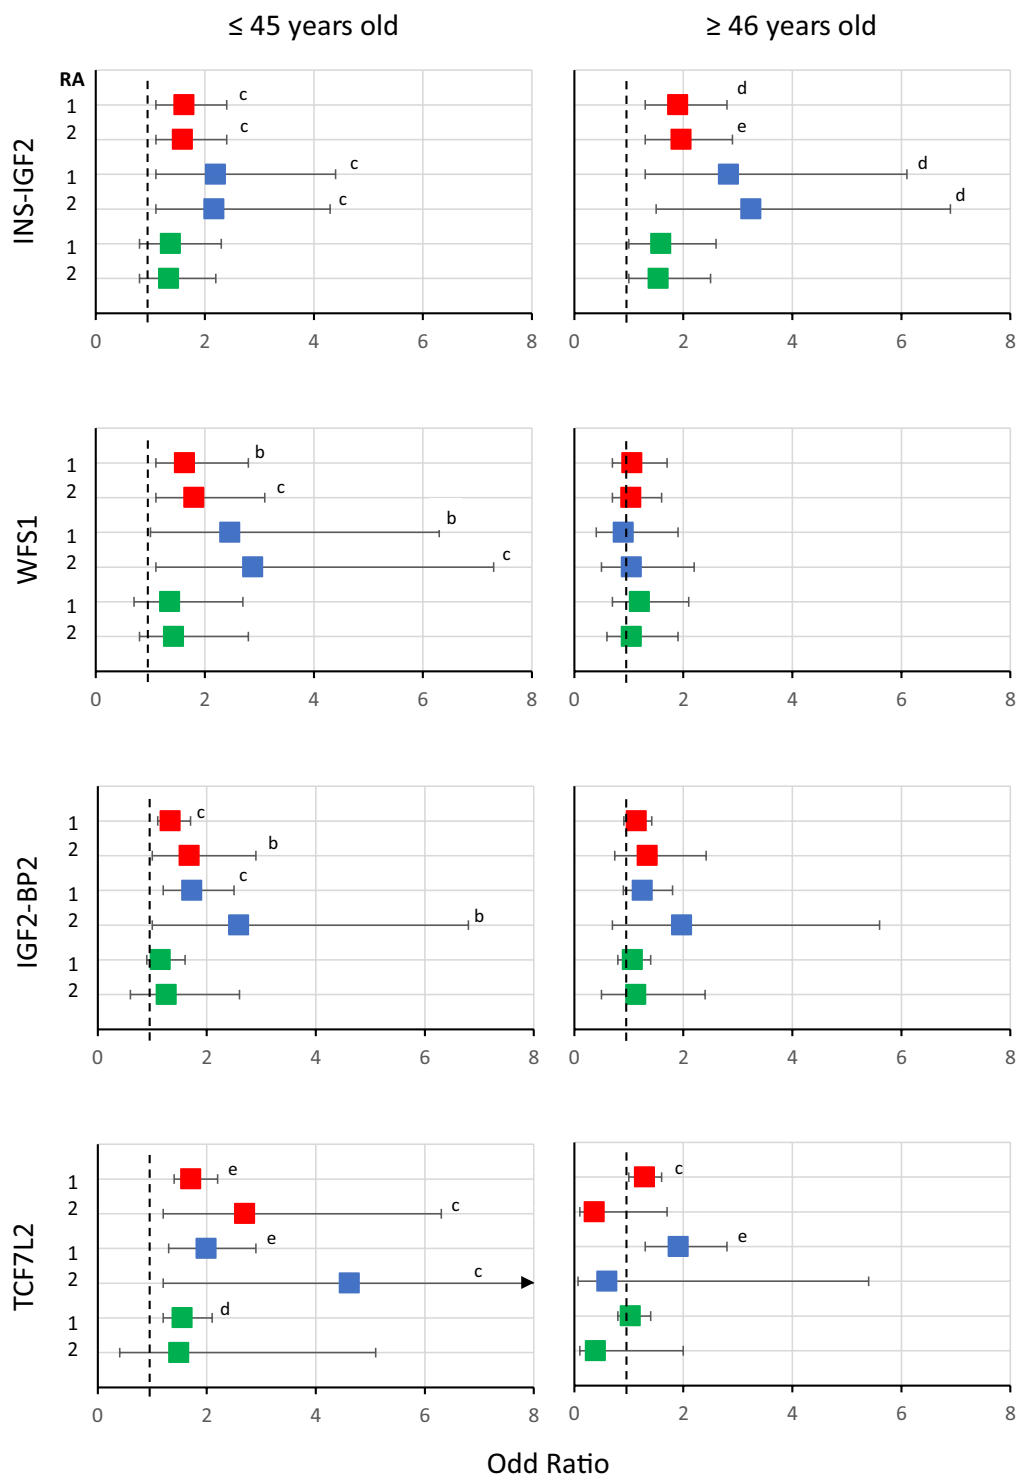 ≤ 45 years old ≥ 46 years old
RA
INS-IGF2
1 c d
2 c e
1 c d
2 c d
1
2
0 2 4 6 8 0 2 4 6 8
WFS1
1 b
2 c
1 b
2 c
1
2
0 2 4 6 8 0 2 4 6 8
IGF2-BP2
1 c
2 b
1 c
2 b
1
2
0 2 4 6 8 0 2 4 6 8
TCF7L2
1 e c
2 c
1 e e
2 c
1 d
2
0 2 4 6 8 0 2 4 6 8
Odd Ratio